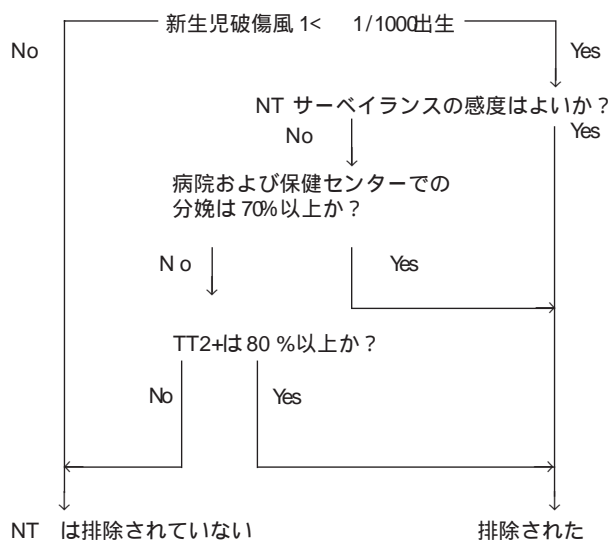 新生児破傷風 1< 1/1000出生
No
Yes
NT サーベイランスの感度はよいか？
No
Yes
病院および保健センターでの
分娩は 70%以上か？
No
Yes
TT2+は 80 %以上か？
No
Yes
NT は排除されていない
排除された